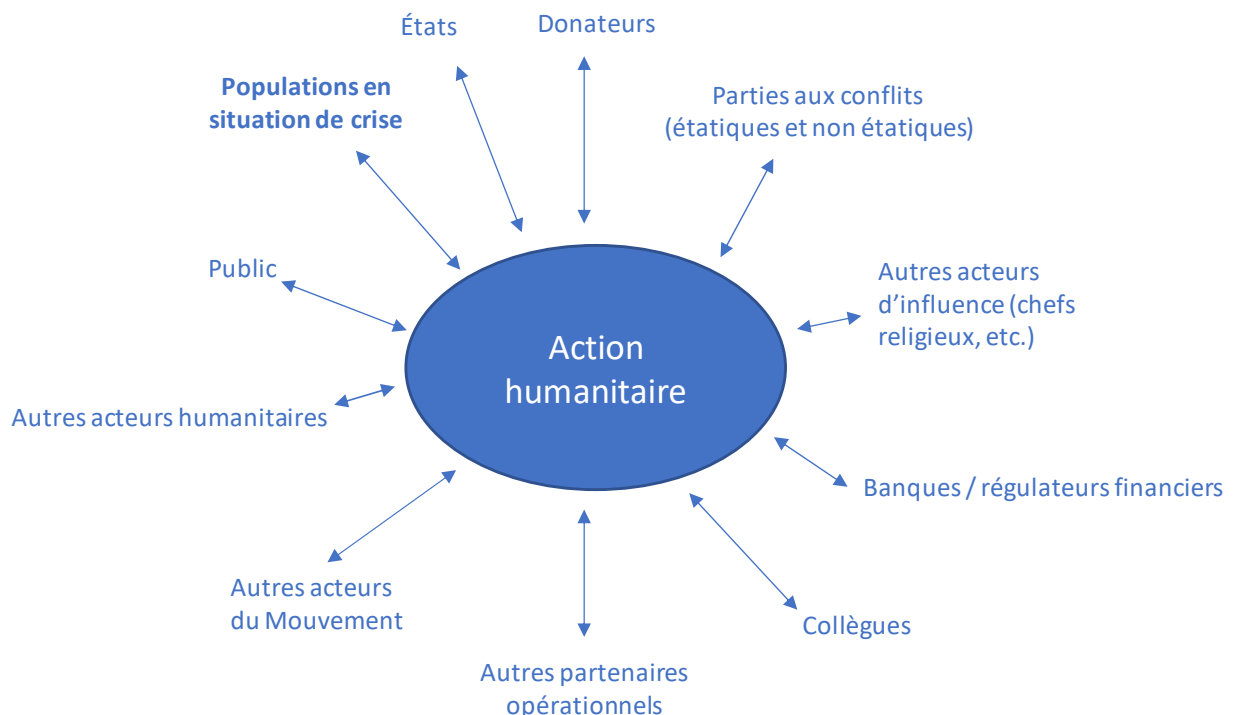 États
Donateurs
Populations en
situation de crise
Parties aux conflits
(étatiques et non étatiques)
Public
Autres acteurs
d’influence (chefs
religieux, etc.)
Action
humanitaire
Autres acteurs humanitaires
Banques / régulateurs financiers
Autres acteurs
du Mouvement
Collègues
Autres partenaires
opérationnels